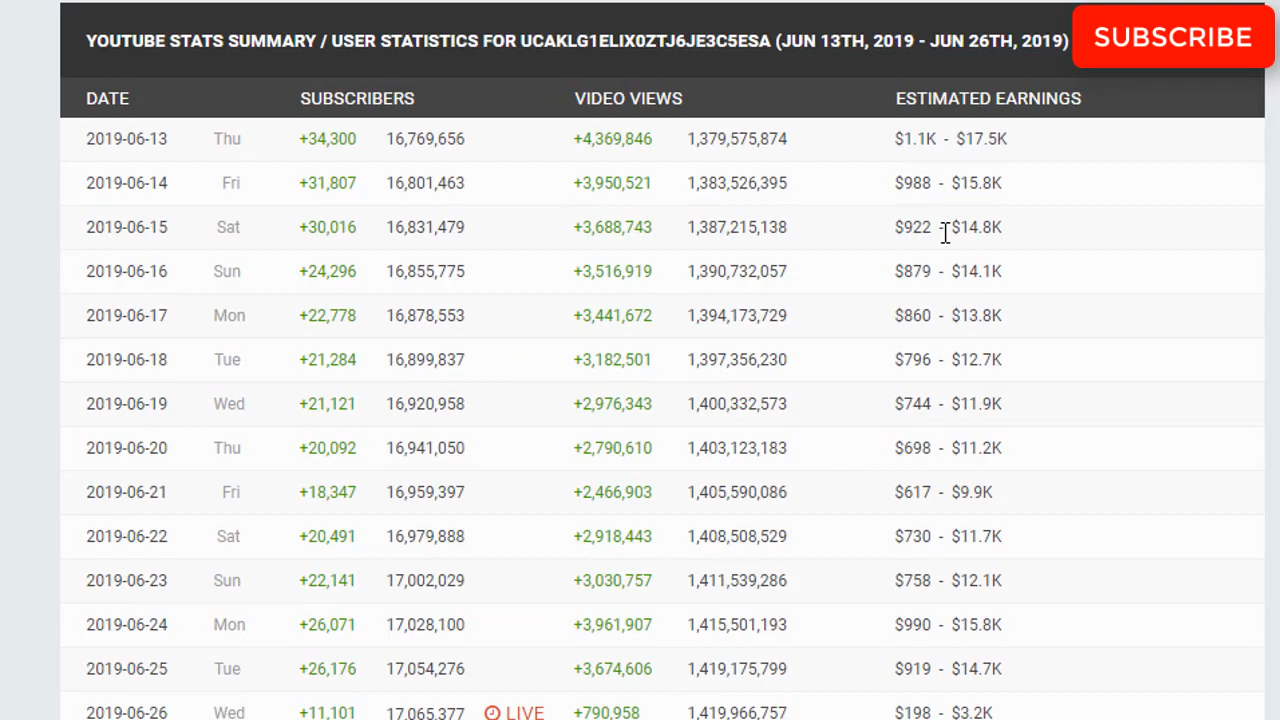 YOUTUBE STATS SUMMARY / USER STATISTICS FOR UCAKLG1ELIX0ZTJ6JE3C5ESA (JUN 13TH, 2019 - JUN 26TH, 2019) SUBSCRIBE
DATE SUBSCRIBERS VIDEO VIEWS ESTIMATED EARNINGS
2019-06-13 Thu +34,300 16,769,656 +4,369,846 1,379,575,874 $1.1K - $17.5K
2019-06-14 Fri +31,807 16,801,463 +3,950,521 1,383,526,395 $988 - $15.8K
2019-06-15 Sat +30,016 16,831,479 +3,688,743 1,387,215,138 $922 - $14.8K
2019-06-16 Sun +24,296 16,855,775 +3,516,919 1,390,732,057 $879 - $14.1K
2019-06-17 Mon +22,778 16,878,553 +3,441,672 1,394,173,729 $860 - $13.8K
2019-06-18 Tue +21,284 16,899,837 +3,182,501 1,397,356,230 $796 - $12.7K
2019-06-19 Wed +21,121 16,920,958 +2,976,343 1,400,332,573 $744 - $11.9K
2019-06-20 Thu +20,092 16,941,050 +2,790,610 1,403,123,183 $698 - $11.2K
2019-06-21 Fri +18,347 16,959,397 +2,466,903 1,405,590,086 $617 - $9.9K
2019-06-22 Sat +20,491 16,979,888 +2,918,443 1,408,508,529 $730 - $11.7K
2019-06-23 Sun +22,141 17,002,029 +3,030,757 1,411,539,286 $758 - $12.1K
2019-06-24 Mon +26,071 17,028,100 +3,961,907 1,415,501,193 $990 - $15.8K
2019-06-25 Tue +26,176 17,054,276 +3,674,606 1,419,175,799 $919 - $14.7K
2019-06-26 Wed +11,101 17,065,377 LIVE +790,958 1,419,966,757 $198 - $3.2K